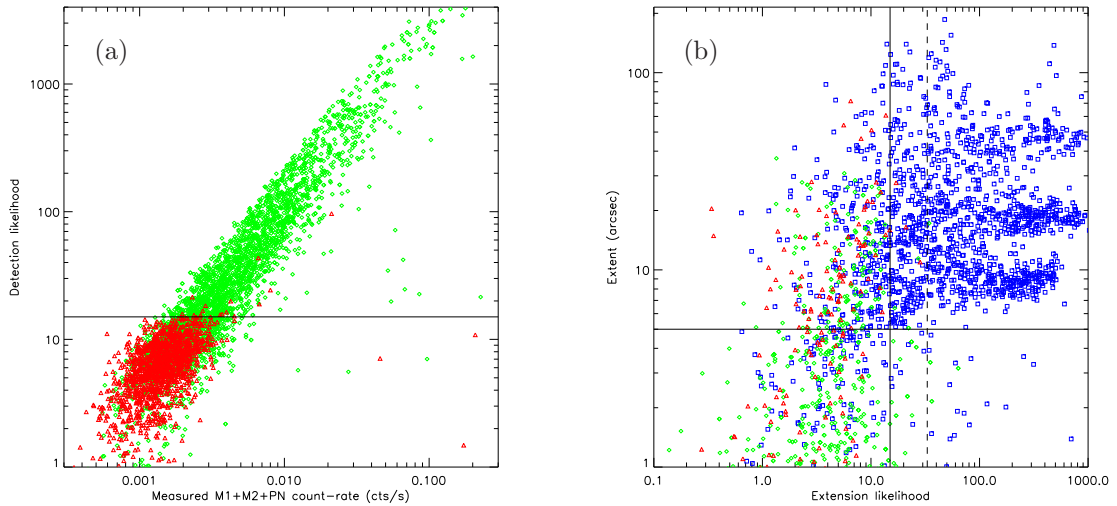 (a)
Detection likelihood
1000
100
10
1
0.001
0.010
0.100
Measured M1+M2+PN count-rate (cts/s)
(b)
Extent (arcsec)
100
10
1
0.1
1.0
10.0
100.0
1000.0
Extension likelihood